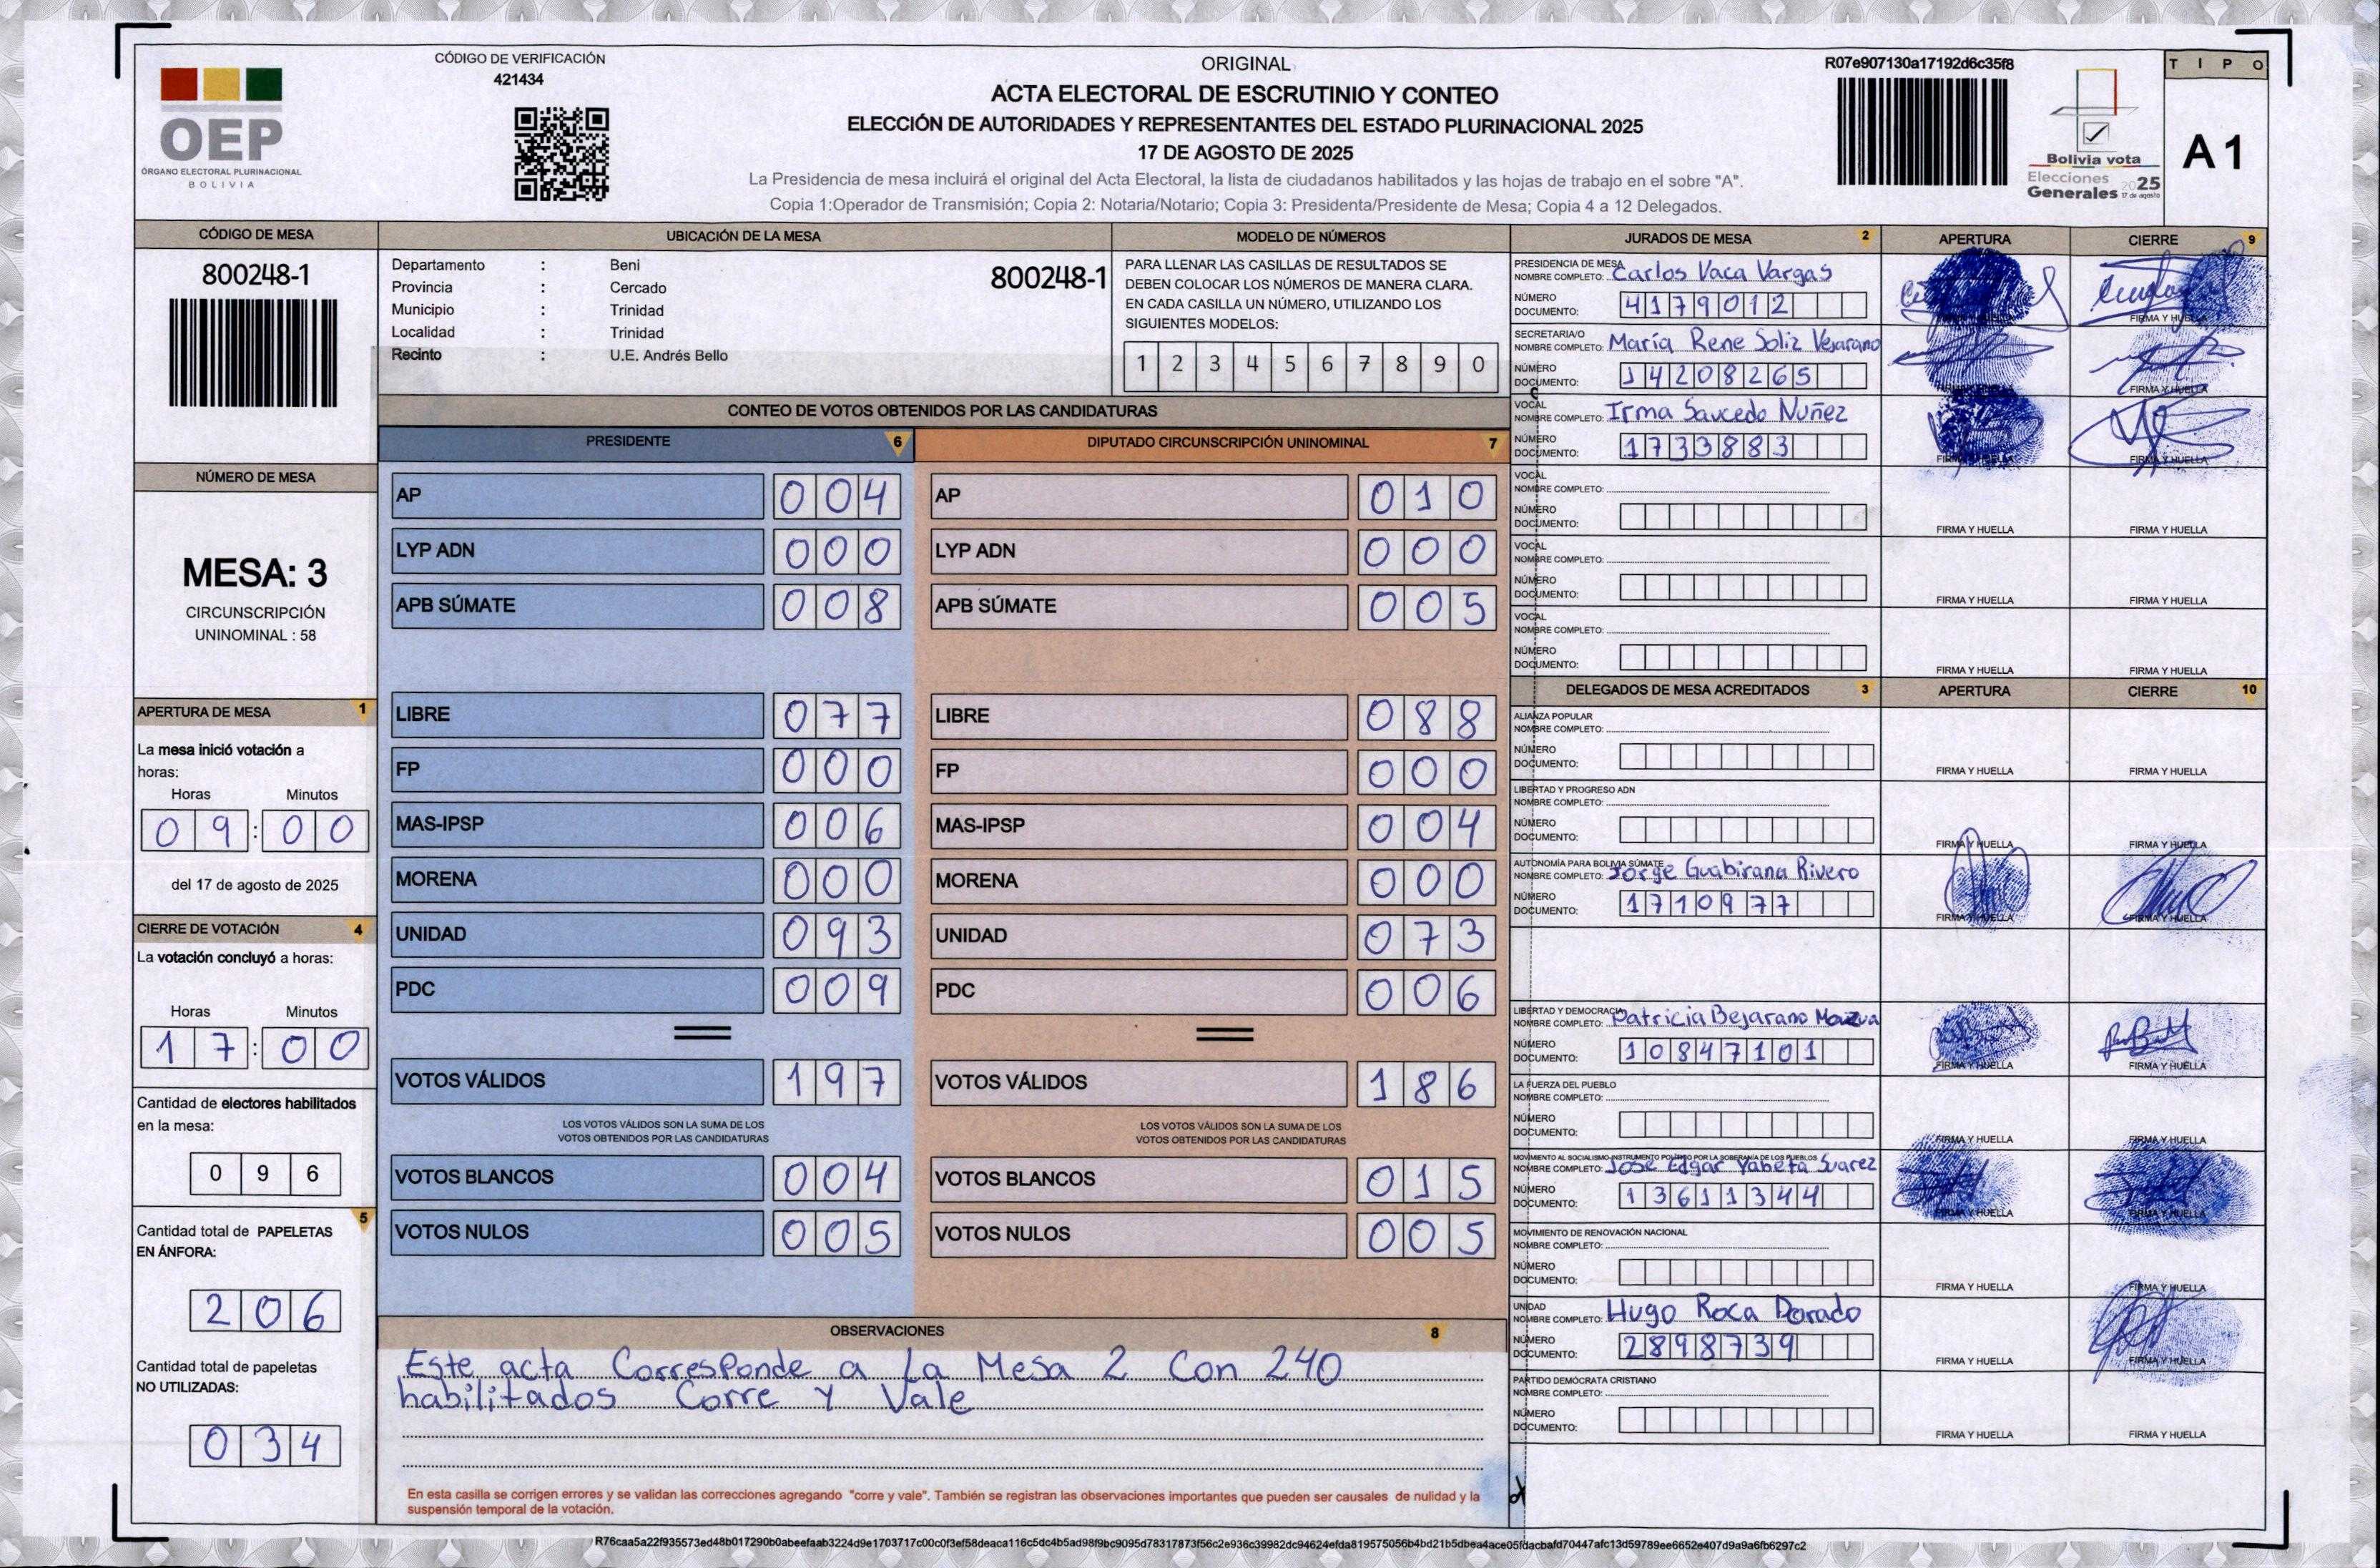 CÓDIGO DE VERIFICACIÓN
421434
OEP
ÓRGANO ELECTORAL PLURINACIONAL
BOLIVIA
ORIGINAL
ACTA ELECTORAL DE ESCRUTINIO Y CONTEO
ELECCIÓN DE AUTORIDADES Y REPRESENTANTES DEL ESTADO PLURINACIONAL 2025
17 DE AGOSTO DE 2025
La Presidencia de mesa incluirá el original del Acta Electoral, la lista de ciudadanos habilitados y las hojas de trabajo en el sobre "A".
Copia 1:Operador de Transmisión; Copia 2: Notaria/Notario; Copia 3: Presidenta/Presidente de Mesa; Copia 4 a 12 Delegados.
R07e907130a17192d6c35f8
Bolivia vota
Elecciones
Generales 2025
17 de agosto
TIPO
A 1
CÓDIGO DE MESA
800248-1
NÚMERO DE MESA
MESA: 3
CIRCUNSCRIPCIÓN
UNINOMINAL : 58
APERTURA DE MESA 1
La mesa inició votación a
horas:
Horas Minutos
09:00
del 17 de agosto de 2025
CIERRE DE VOTACIÓN 4
La votación concluyó a horas:
Horas Minutos
17:00
Cantidad de electores habilitados
en la mesa:
096
5
Cantidad total de PAPELETAS
EN ÁNFORA:
206
Cantidad total de papeletas
NO UTILIZADAS:
034
UBICACIÓN DE LA MESA
Departamento : Beni
800248-1
Provincia : Cercado
Municipio : Trinidad
Localidad : Trinidad
Recinto : U.E. Andrés Bello
MODELO DE NÚMEROS
PARA LLENAR LAS CASILLAS DE RESULTADOS SE
DEBEN COLOCAR LOS NÚMEROS DE MANERA CLARA.
EN CADA CASILLA UN NÚMERO, UTILIZANDO LOS
SIGUIENTES MODELOS:
1 2 3 4 5 6 7 8 9 0
CONTEO DE VOTOS OBTENIDOS POR LAS CANDIDATURAS
PRESIDENTE 6
AP 004
LYP ADN 000
APB SÚMATE 008
LIBRE 077
FP 000
MAS-IPSP 006
MORENA 000
UNIDAD 093
PDC 009
VOTOS VÁLIDOS 197
LOS VOTOS VÁLIDOS SON LA SUMA DE LOS
VOTOS OBTENIDOS POR LAS CANDIDATURAS
VOTOS BLANCOS 004
VOTOS NULOS 005
DIPUTADO CIRCUNSCRIPCIÓN UNINOMINAL 7
AP 010
LYP ADN 000
APB SÚMATE 005
LIBRE 088
FP 000
MAS-IPSP 004
MORENA 000
UNIDAD 073
PDC 006
VOTOS VÁLIDOS 186
LOS VOTOS VÁLIDOS SON LA SUMA DE LOS
VOTOS OBTENIDOS POR LAS CANDIDATURAS
VOTOS BLANCOS 015
VOTOS NULOS 005
OBSERVACIONES 8
Este acta Corresponde a La Mesa 2 Con 240
habilitados Corre y Vale
En esta casilla se corrigen errores y se validan las correcciones agregando "corre y vale". También se registran las observaciones importantes que pueden ser causales de nulidad y la
suspensión temporal de la votación.
JURADOS DE MESA 2 APERTURA CIERRE 9
PRESIDENCIA DE MESA
NOMBRE COMPLETO: Carlos Vaca Vargas
NÚMERO
DOCUMENTO: 4179012
FIRMA Y HUELLA
SECRETARIA/O
NOMBRE COMPLETO: María Rene Soliz Vejarano
NÚMERO
DOCUMENTO: 14208265
FIRMA Y HUELLA FIRMA Y HUELLA
VOCAL
NOMBRE COMPLETO: Irma Saucedo Nuñez
NÚMERO
DOCUMENTO: 1733883
FIRMA Y HUELLA FIRMA Y HUELLA
VOCAL
NOMBRE COMPLETO:
NÚMERO
DOCUMENTO:
FIRMA Y HUELLA FIRMA Y HUELLA
VOCAL
NOMBRE COMPLETO:
NÚMERO
DOCUMENTO:
FIRMA Y HUELLA FIRMA Y HUELLA
VOCAL
NOMBRE COMPLETO:
NÚMERO
DOCUMENTO:
FIRMA Y HUELLA FIRMA Y HUELLA
DELEGADOS DE MESA ACREDITADOS 3 APERTURA CIERRE 10
ALIANZA POPULAR
NOMBRE COMPLETO:
NÚMERO
DOCUMENTO:
FIRMA Y HUELLA FIRMA Y HUELLA
LIBERTAD Y PROGRESO ADN
NOMBRE COMPLETO:
NÚMERO
DOCUMENTO:
FIRMA Y HUELLA FIRMA Y HUELLA
AUTONOMÍA PARA BOLIVIA SÚMATE
NOMBRE COMPLETO: Jorge Guabirana Rivero
NÚMERO
DOCUMENTO: 1710977
FIRMA Y HUELLA FIRMA Y HUELLA
LIBERTAD Y DEMOCRACIA
NOMBRE COMPLETO: Patricia Bejarano
NÚMERO
DOCUMENTO: 10847101
FIRMA Y HUELLA FIRMA Y HUELLA
LA FUERZA DEL PUEBLO
NOMBRE COMPLETO:
NÚMERO
DOCUMENTO:
FIRMA Y HUELLA FIRMA Y HUELLA
MOVIMIENTO AL SOCIALISMO-INSTRUMENTO POLÍTICO POR LA SOBERANÍA DE LOS PUEBLOS
NOMBRE COMPLETO: Jose Edgar Yabeta Suarez
NÚMERO
DOCUMENTO: 13611344
FIRMA Y HUELLA FIRMA Y HUELLA
MOVIMIENTO DE RENOVACIÓN NACIONAL
NOMBRE COMPLETO:
NÚMERO
DOCUMENTO:
FIRMA Y HUELLA FIRMA Y HUELLA
UNIDAD
NOMBRE COMPLETO: Hugo Roca Dorado
NÚMERO
DOCUMENTO: 2898739
FIRMA Y HUELLA FIRMA Y HUELLA
PARTIDO DEMÓCRATA CRISTIANO
NOMBRE COMPLETO:
NÚMERO
DOCUMENTO:
FIRMA Y HUELLA FIRMA Y HUELLA